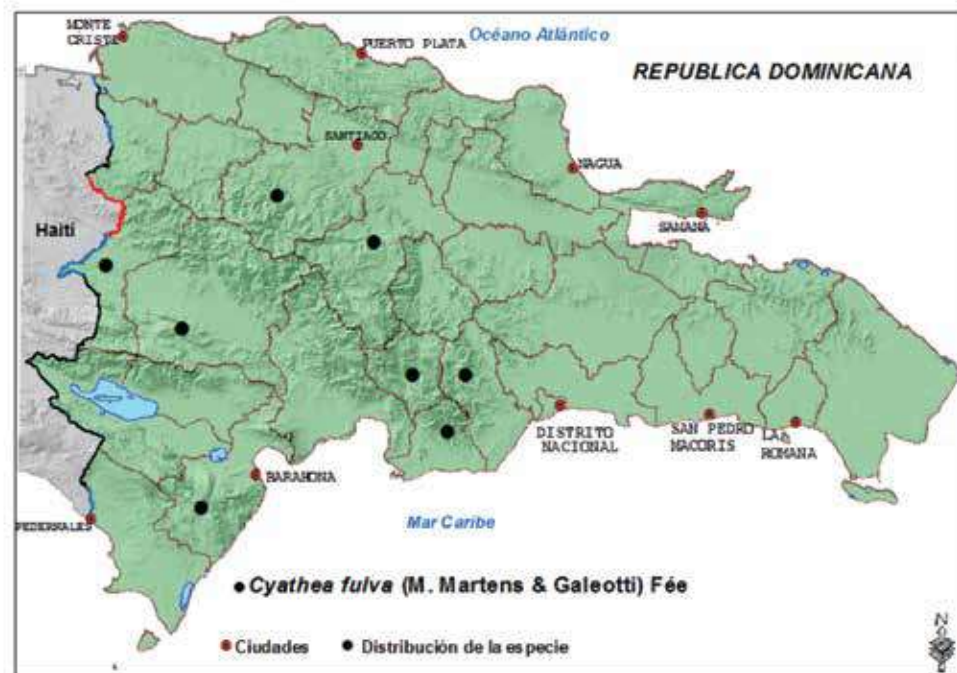 MONTE
CRISTI
Océano Atlántico
PUERTO PLATA
REPUBLICA DOMINICANA
SANTIAGO
NAGUA
SAMANA
Haití
DISTRITO
NACIONAL
SAN PEDRO
MACORIS
LA
ROMANA
BARAHONA
PEDERNALES
Mar Caribe
Cyathea fulva (M. Martens & Galeotti) Fée
Ciudades
Distribución de la especie
N